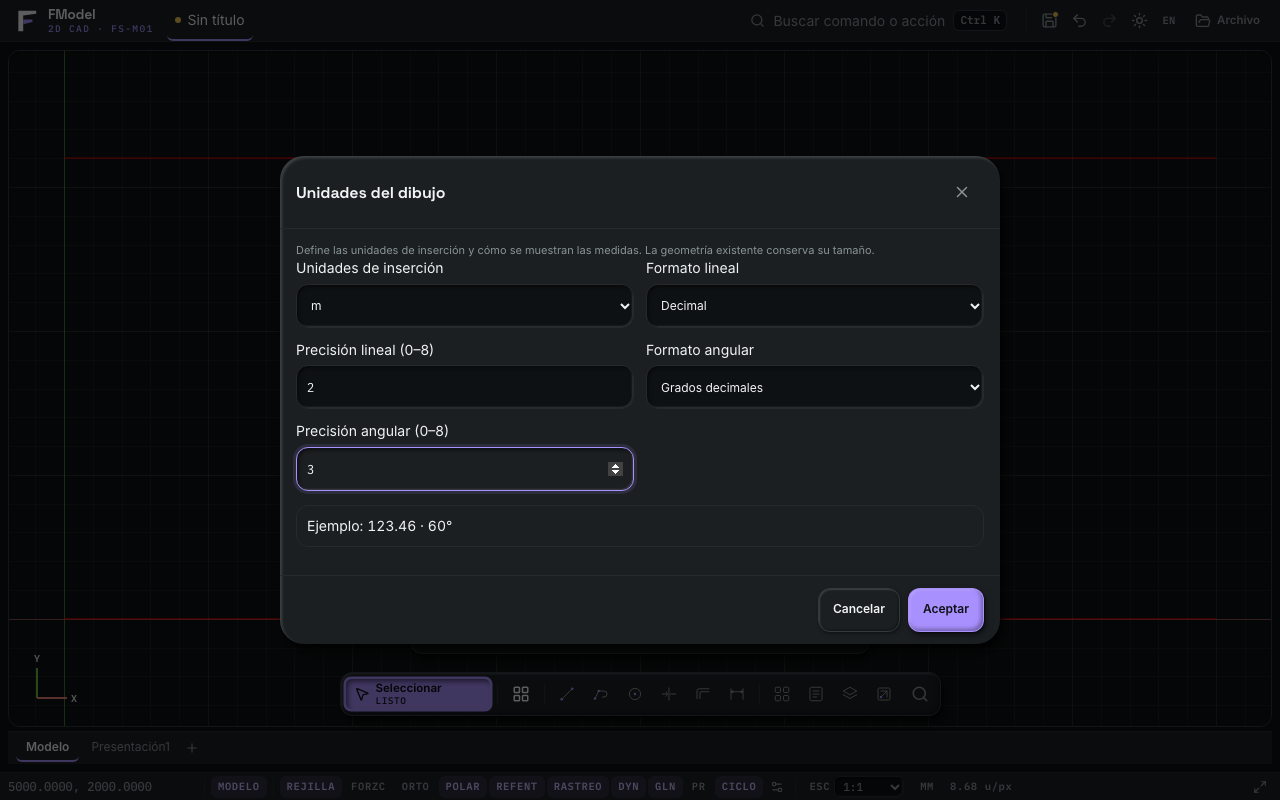 FModel
2D CAD · FS-M01
Sin título
Buscar comando o acción
Ctrl K
EN
Archivo
Unidades del dibujo
Define las unidades de inserción y cómo se muestran las medidas. La geometría existente conserva su tamaño.
Unidades de inserción
Formato lineal
m
Decimal
Precisión lineal (0–8)
Formato angular
2
Grados decimales
Precisión angular (0–8)
3
Ejemplo: 123.46 · 60°
Cancelar
Aceptar
Y
X
Seleccionar
LISTO
Modelo
Presentación1
5000.0000, 2000.0000
MODELO
REJILLA
FORZC
ORTO
POLAR
REFENT
RASTREO
DYN
GLN
PR
CICLO
ESC
1:1
MM
8.68 u/px